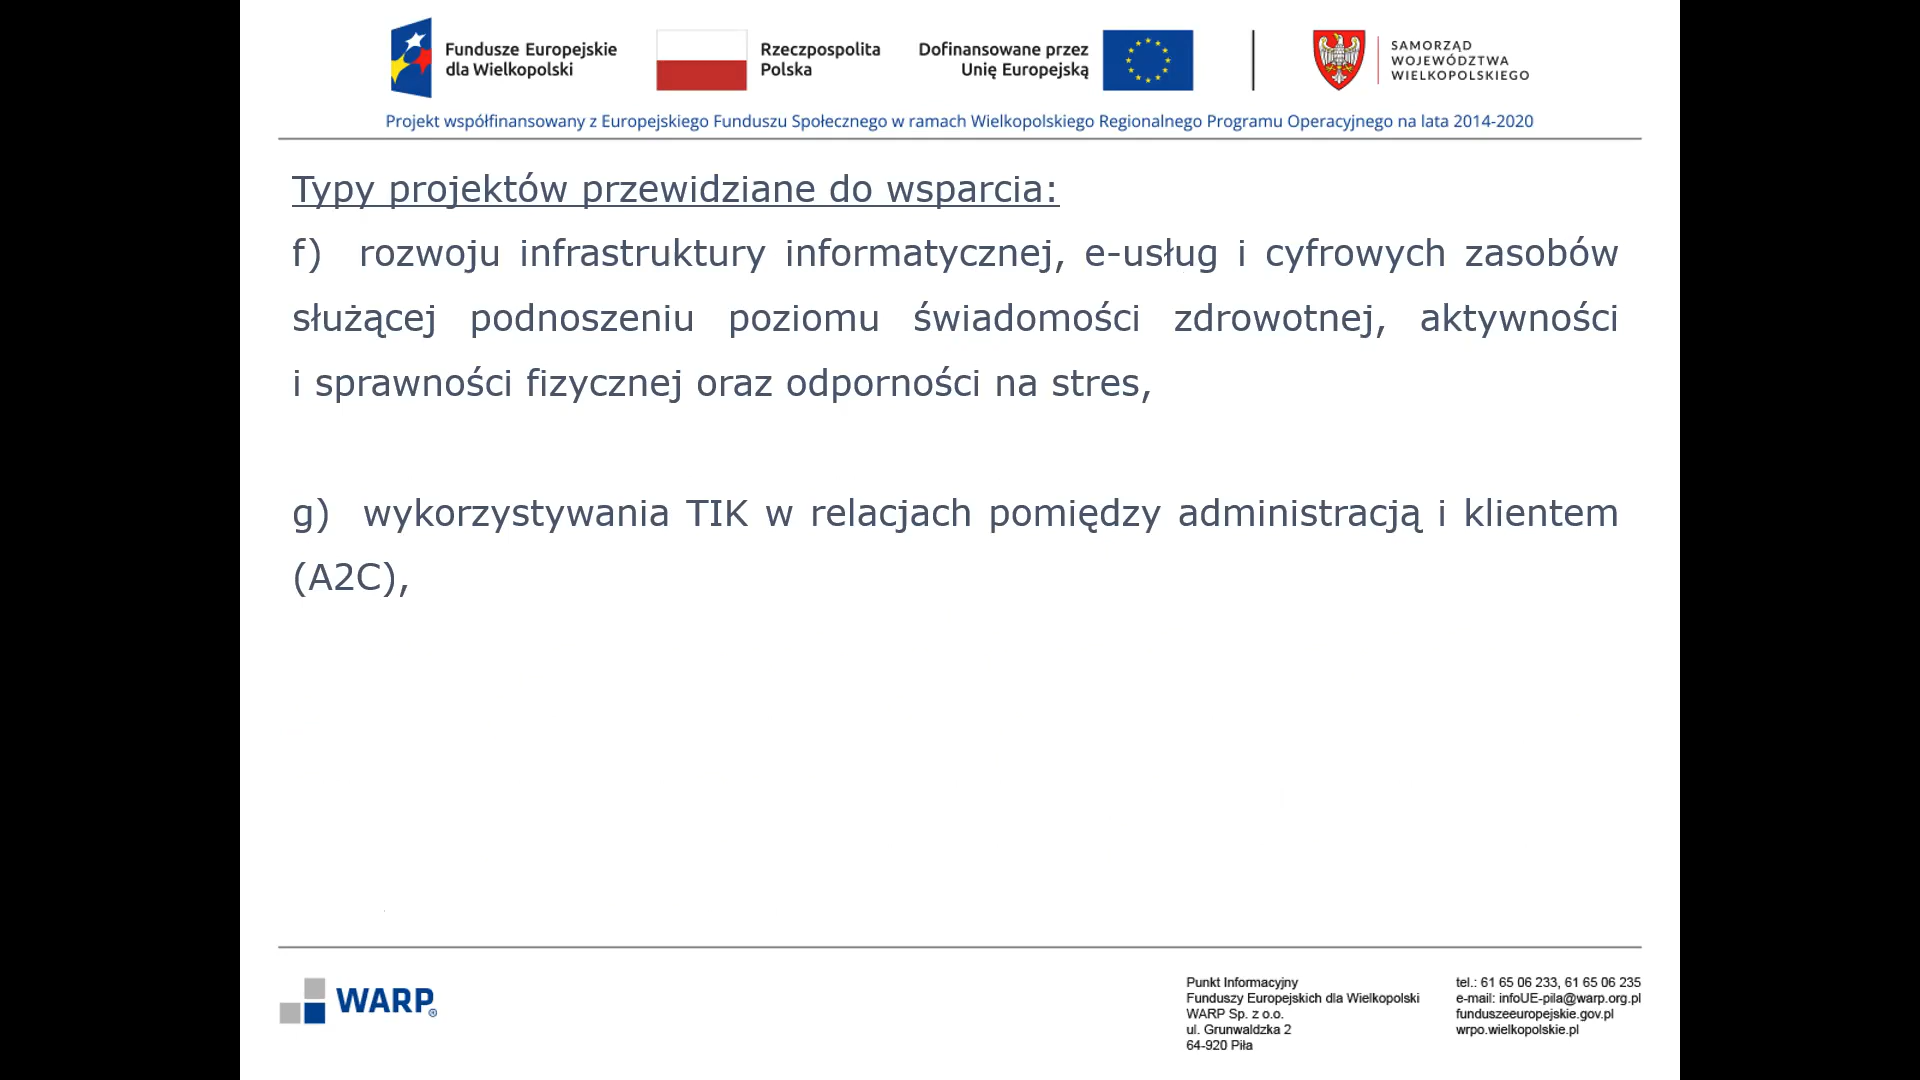 Fundusze Europejskie
dla Wielkopolski
Rzeczpospolita
Polska
Dofinansowane przez
Unię Europejską
SAMORZĄD
WOJEWÓDZTWA
WIELKOPOLSKIEGO
Projekt współfinansowany z Europejskiego Funduszu Społecznego w ramach Wielkopolskiego Regionalnego Programu Operacyjnego na lata 2014-2020
Typy projektów przewidziane do wsparcia:
f) rozwoju infrastruktury informatycznej, e-usług i cyfrowych zasobów
służącej podnoszeniu poziomu świadomości zdrowotnej, aktywności
i sprawności fizycznej oraz odporności na stres,
g) wykorzystywania TIK w relacjach pomiędzy administracją i klientem
(A2C),
WARP®
Punkt Informacyjny
Funduszy Europejskich dla Wielkopolski
WARP Sp. z o.o.
ul. Grunwaldzka 2
64-920 Piła
tel.: 61 65 06 233, 61 65 06 235
e-mail: infoUE-pila@warp.org.pl
funduszeeuropejskie.gov.pl
wrpo.wielkopolskie.pl